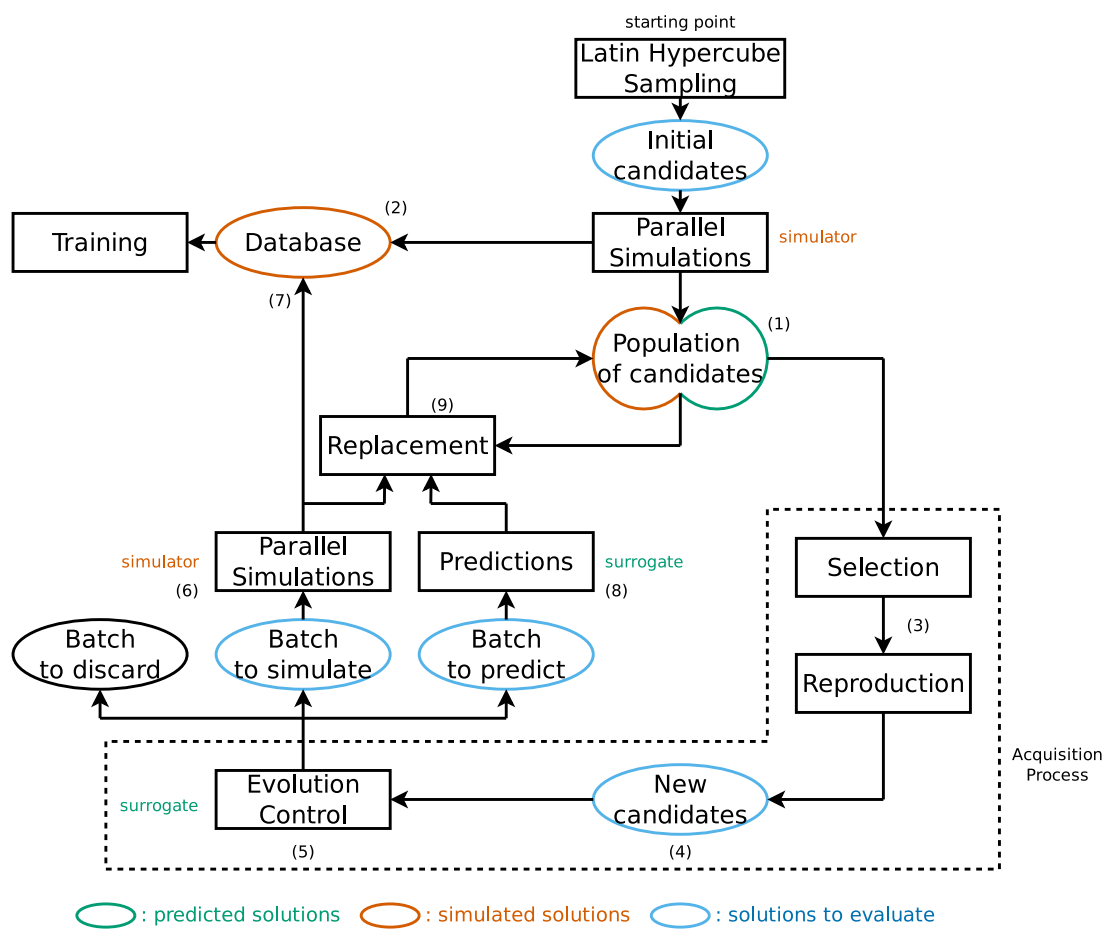 starting point
Latin Hypercube
Sampling
Initial
candidates
(2)
Training
Database
Parallel
Simulations
simulator
(7)
(1)
Population
of candidates
(9)
Replacement
simulator
(6)
Parallel
Simulations
Predictions
surrogate
(8)
Selection
(3)
Batch
to discard
Batch
to simulate
Batch
to predict
Reproduction
Acquisition
Process
surrogate
Evolution
Control
(5)
New
candidates
(4)
: predicted solutions
: simulated solutions
: solutions to evaluate